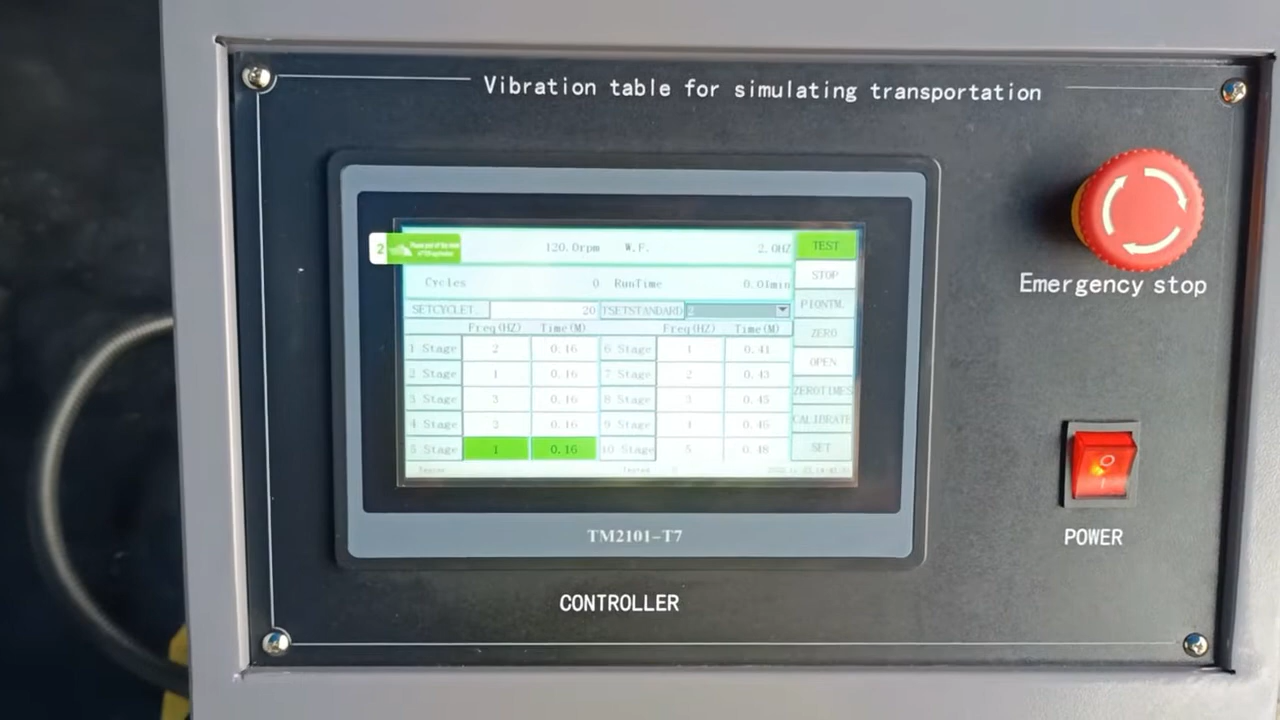 Vibration table for simulating transportation
2
120.0rpm W.F. 2.0HZ TEST
Cycles 0 RunTime 0.01min STOP
SETCYCLET 20 TSETSTANDARD 2 PIONTM.
Freq(HZ) Time(M) Freq(HZ) Time(M) ZERO
1 Stage 2 0.16 6 Stage 1 0.41
2 Stage 1 0.16 7 Stage 2 0.43 OPEN
3 Stage 3 0.16 8 Stage 3 0.45 ZEROTIMES
4 Stage 2 0.16 9 Stage 4 0.46 CALIBRATE
5 Stage 1 0.16 10 Stage 5 0.48 SET
TM2101-T7
CONTROLLER
Emergency stop
POWER